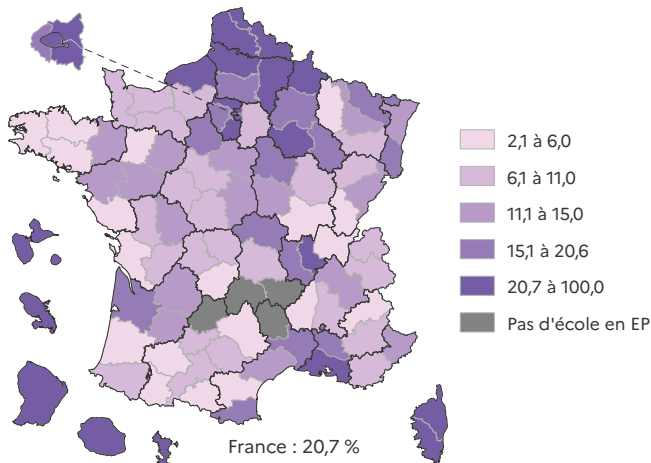 2,1 à 6,0
6,1 à 11,0
11,1 à 15,0
15,1 à 20,6
20,7 à 100,0
Pas d'école en EP
France : 20,7 %